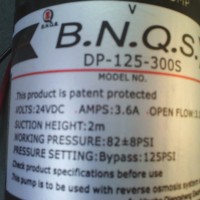 V
B.N.Q.S.
DP-125-300S
MODEL NO.
This product is patent protected
VOLTS:24VDC AMPS:3.6A OPEN FLOW:
SUCTION HEIGHT:2m
WORKING PRESSURE:82±8PSI
PRESSURE SETTING:Bypass:125PSI
Check product specifications before use
This pump is to be used with reverse osmosis system